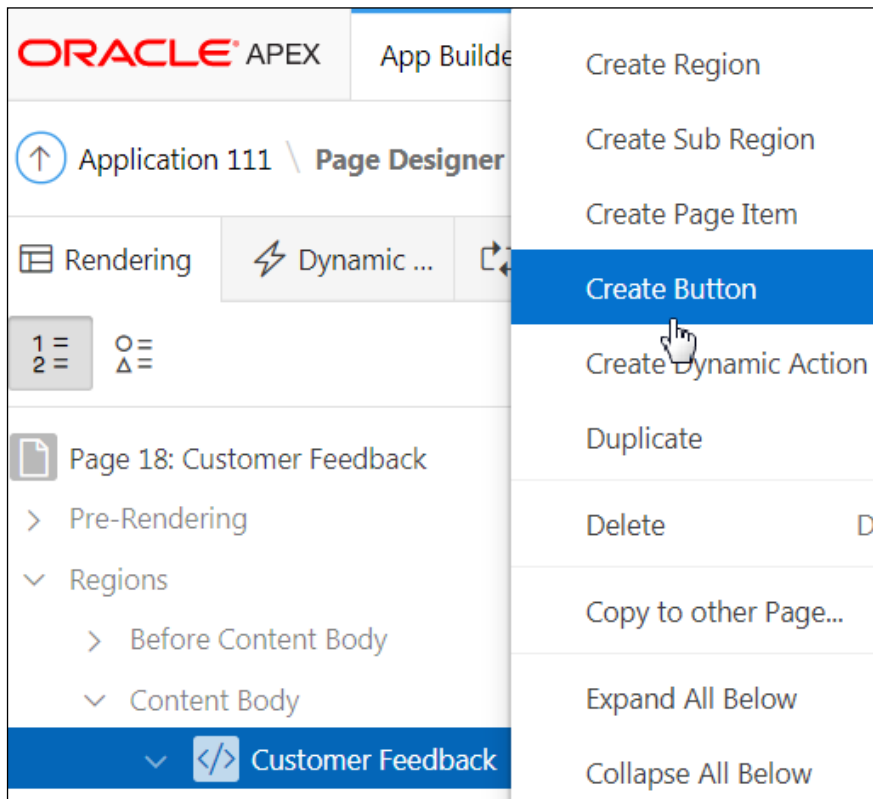 ORACLE APEX
App Builde
Application 111 \ Page Designer
Rendering
Dynamic ...
1 =
2 =
Page 18: Customer Feedback
Pre-Rendering
Regions
Before Content Body
Content Body
</> Customer Feedback
Create Region
Create Sub Region
Create Page Item
Create Button
Create Dynamic Action
Duplicate
Delete D
Copy to other Page...
Expand All Below
Collapse All Below